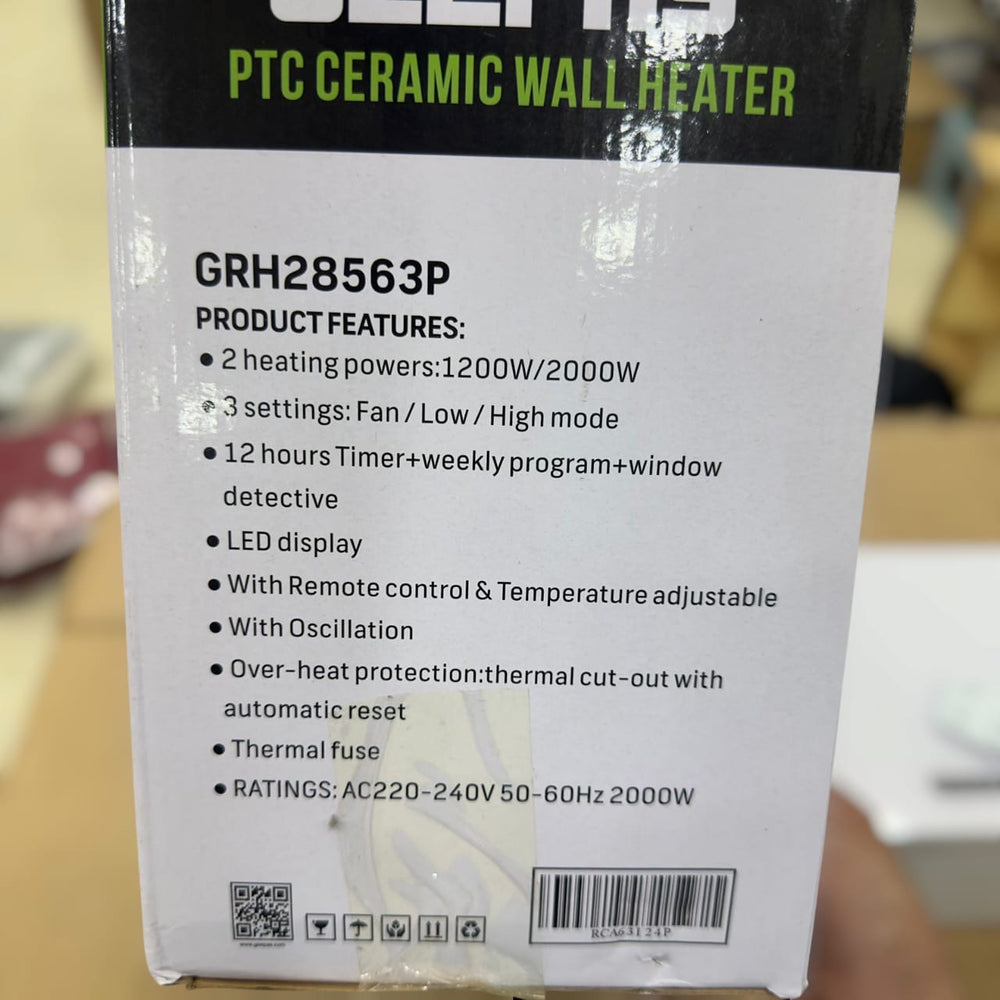 PTC CERAMIC WALL HEATER
GRH28563P
PRODUCT FEATURES:
• 2 heating powers:1200W/2000W
• 3 settings: Fan / Low / High mode
• 12 hours Timer+weekly program+window
detective
• LED display
• With Remote control & Temperature adjustable
• With Oscillation
• Over-heat protection:thermal cut-out with
automatic reset
• Thermal fuse
• RATINGS: AC220-240V 50-60Hz 2000W
RCA63124P